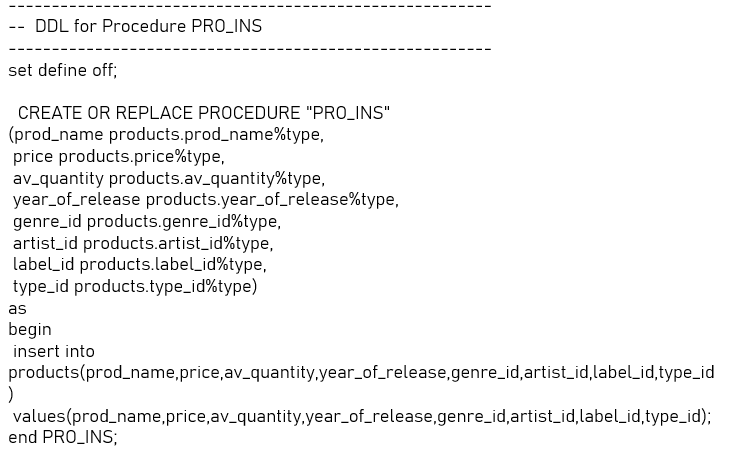 --------------------------------------------------------
--  DDL for Procedure PRO_INS
--------------------------------------------------------
set define off;
CREATE OR REPLACE PROCEDURE "PRO_INS"
(prod_name products.prod_name%type,
price products.price%type,
av_quantity products.av_quantity%type,
year_of_release products.year_of_release%type,
genre_id products.genre_id%type,
artist_id products.artist_id%type,
label_id products.label_id%type,
type_id products.type_id%type)
as
begin
insert into
products(prod_name,price,av_quantity,year_of_release,genre_id,artist_id,label_id,type_id
)
values(prod_name,price,av_quantity,year_of_release,genre_id,artist_id,label_id,type_id);
end PRO_INS;